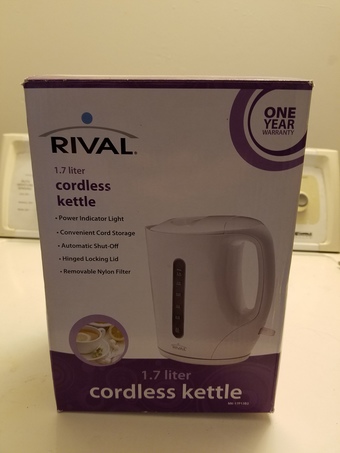 ONE
YEAR
WARRANTY
RIVAL
1.7 liter
cordless
kettle
• Power Indicator Light
• Convenient Cord Storage
• Automatic Shut-Off
• Hinged Locking Lid
• Removable Nylon Filter
1.7 liter
cordless kettle